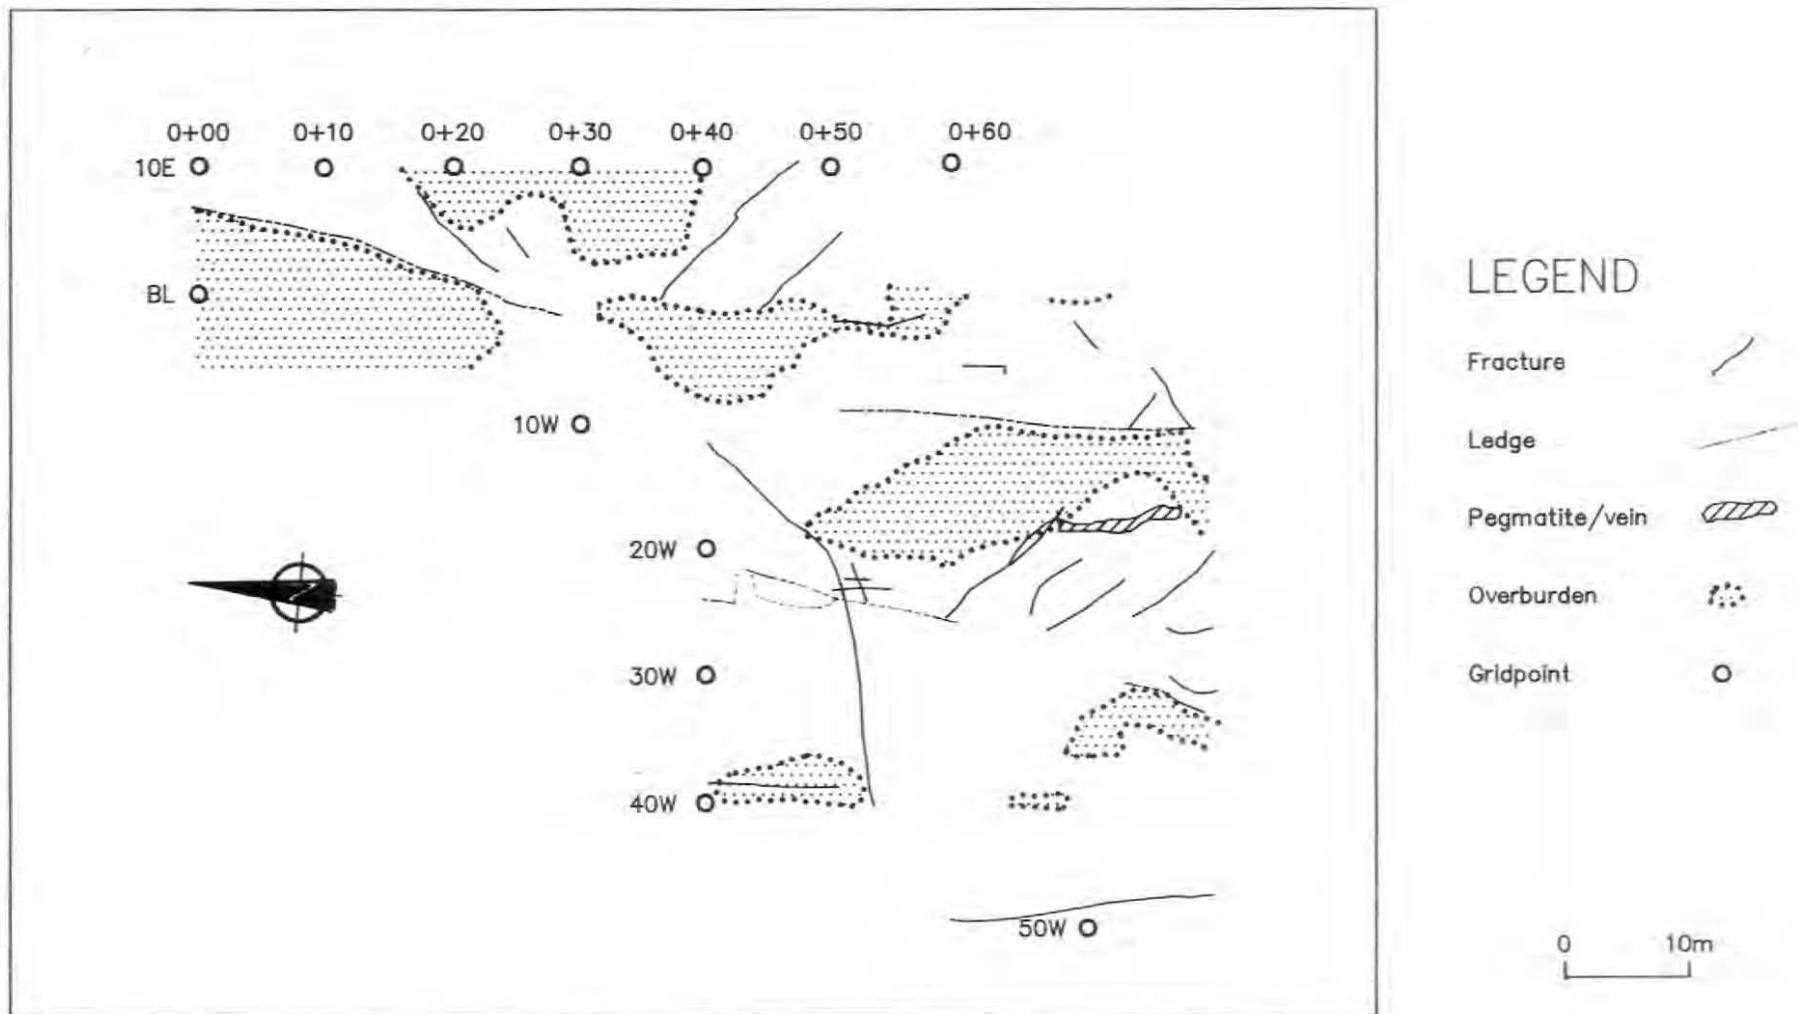 0+00 0+10 0+20 0+30 0+40 0+50 0+60
10E
BL
10W
20W
30W
40W
50W
LEGEND
Fracture
Ledge
Pegmatite/vein
Overburden
Gridpoint
0 10m